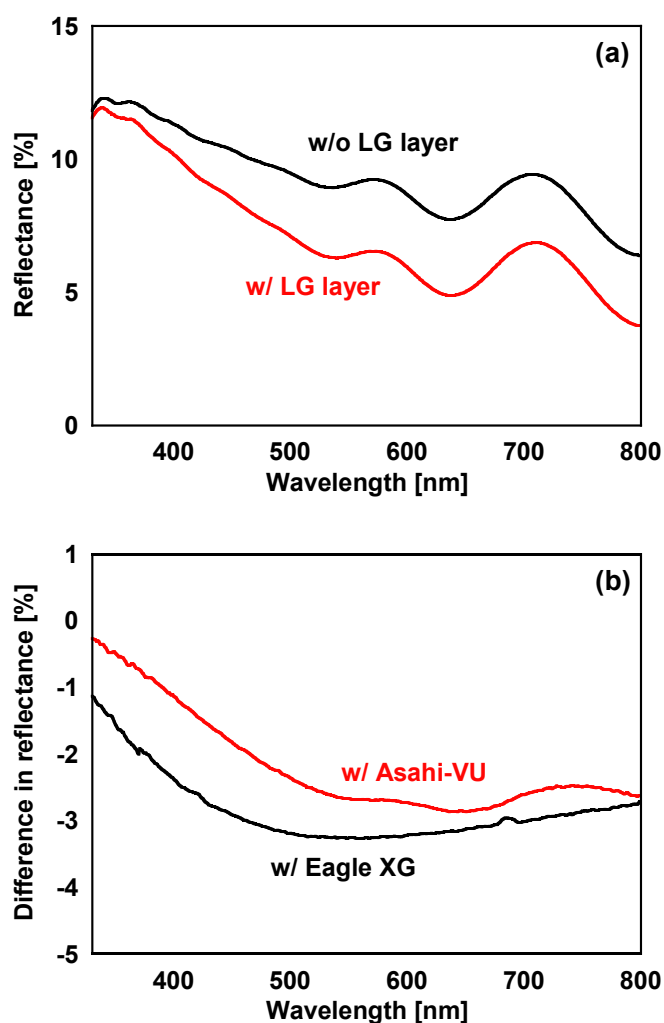 (a)
15
10
5
0
Reflectance [%]
w/o LG layer
w/ LG layer
400 500 600 700 800
Wavelength [nm]
(b)
1
0
-1
-2
-3
-4
-5
Difference in reflectance [%]
w/ Asahi-VU
w/ Eagle XG
400 500 600 700 800
Wavelength [nm]